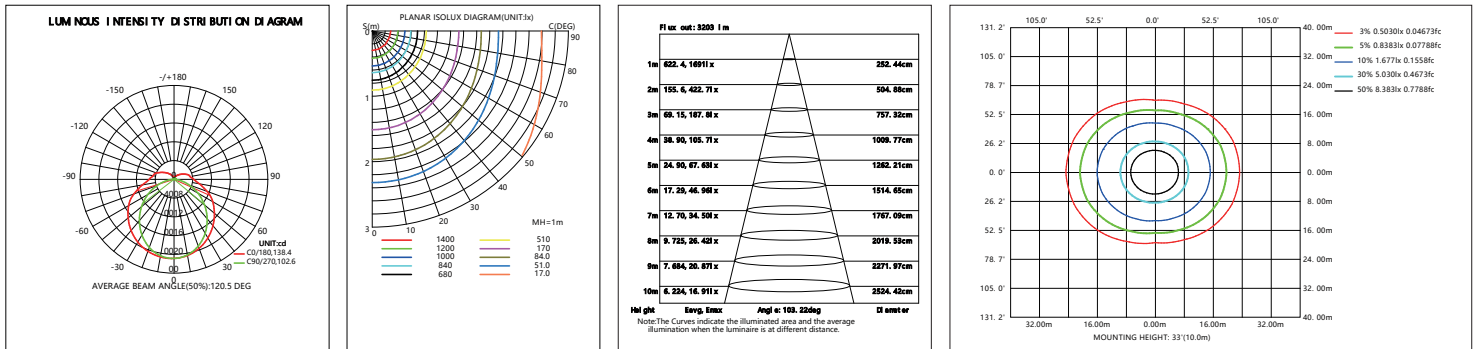 LUMINOUS INTENSITY DISTRIBUTION DIAGRAM
-/+180
-150
150
-120
120
-90
90
-60
60
-30
30
0
UNIT:cd
C0/180,138.4
C90/270,102.6
AVERAGE BEAM ANGLE(50%):120.5 DEG
PLANAR ISOLUX DIAGRAM(UNIT:lx)
S(m)
C(DEG)
0
1
2
3
0
10
20
30
40
50
60
70
80
90
MH=1m
1400
510
1200
170
1000
84.0
840
51.0
680
17.0
Flux out: 3203 lm
1m 622.4, 1691lx 252.44cm
2m 155.6, 422.7lx 504.88cm
3m 69.15, 187.8lx 757.32cm
4m 38.90, 105.7lx 1009.77cm
5m 24.90, 67.63lx 1262.21cm
6m 17.29, 46.96lx 1514.65cm
7m 12.70, 34.50lx 1767.09cm
8m 9.725, 26.42lx 2019.53cm
9m 7.684, 20.87lx 2271.97cm
10m 6.224, 16.91lx 2524.42cm
Height Eavg, Emax Angle: 103.22deg Diameter
Note:The Curves indicate the illuminated area and the average
illumination when the luminaire is at different distance.
105.0' 52.5' 0.0' 52.5' 105.0'
131.2' 40.00m
105.0' 32.00m
78.7' 24.00m
52.5' 16.00m
26.2' 8.00m
0.0' 0.00m
26.2' 8.00m
52.5' 16.00m
78.7' 24.00m
105.0' 32.00m
131.2' 40.00m
32.00m 16.00m 0.00m 16.00m 32.00m
MOUNTING HEIGHT: 33'(10.0m)
3% 0.5030lx 0.04673fc
5% 0.8383lx 0.07788fc
10% 1.677lx 0.1558fc
30% 5.030lx 0.4673fc
50% 8.383lx 0.7788fc